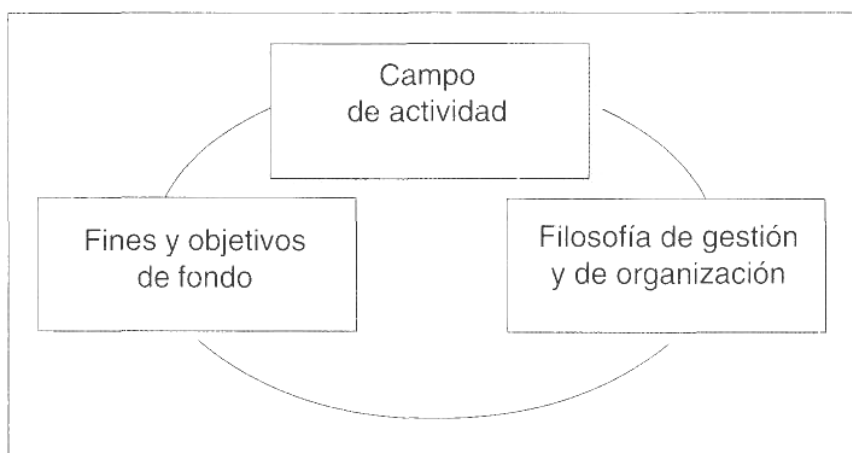 Campo
de actividad
Fines y objetivos
de fondo
Filosofía de gestión
y de organización